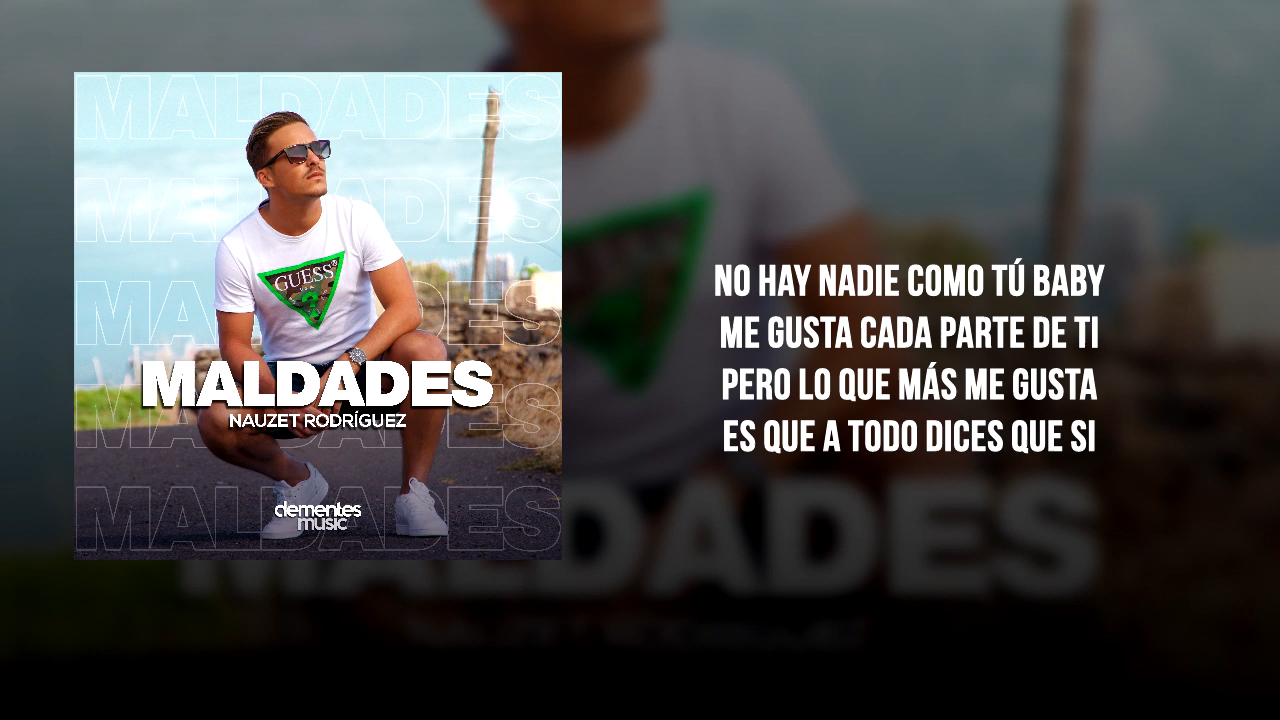 MALDADES
MALDADES
MALDADES
GUESS®
MALDADES
NAUZET RODRÍGUEZ
MALDADES
MALDADES
clementes
music
NO HAY NADIE COMO TÚ BABY
ME GUSTA CADA PARTE DE TI
PERO LO QUE MÁS ME GUSTA
ES QUE A TODO DICES QUE SI
MALDADES